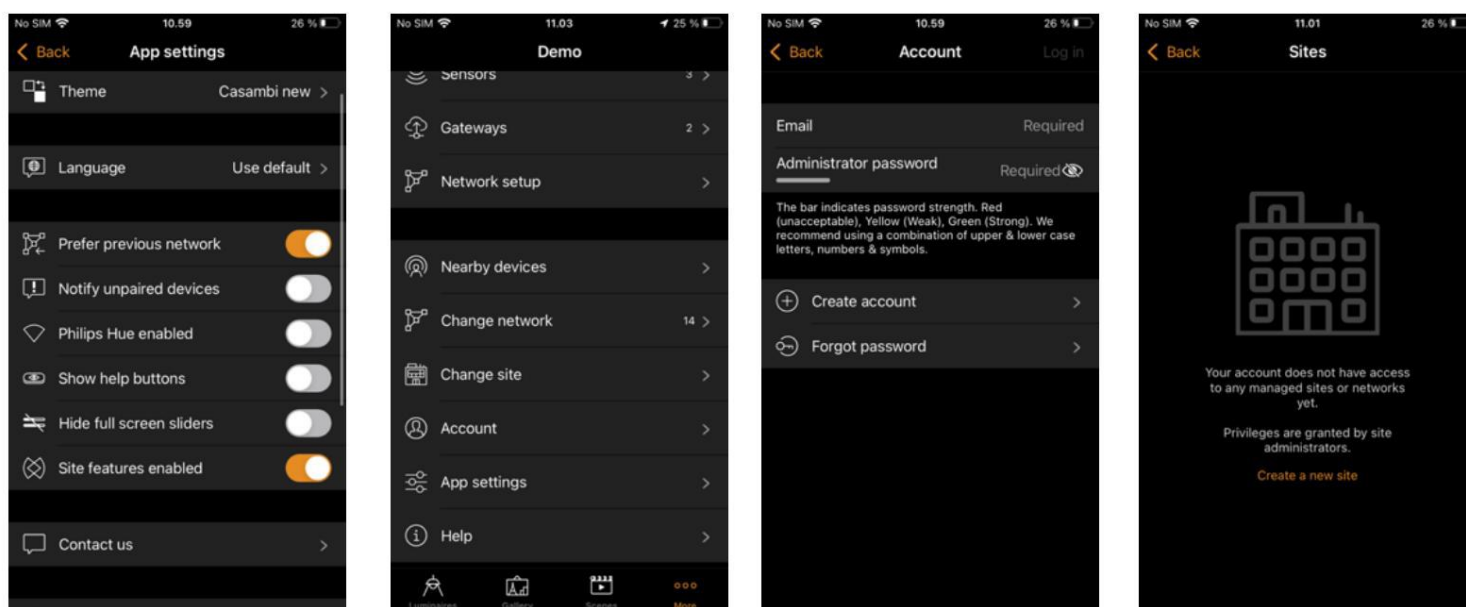 No SIM 10.59 26 %
Back App settings
Theme Casambi new
Language Use default
Prefer previous network
Notify unpaired devices
Philips Hue enabled
Show help buttons
Hide full screen sliders
Site features enabled
Contact us
No SIM 11.03 25 %
Demo
Sensors 3
Gateways 2
Network setup
Nearby devices
Change network 14
Change site
Account
App settings
Help
Luminaires Gallery Scenes More
No SIM 10.59 26 %
Back Account Log in
Email Required
Administrator password Required
The bar indicates password strength. Red
(unacceptable), Yellow (Weak), Green (Strong). We
recommend using a combination of upper & lower case
letters, numbers & symbols.
Create account
Forgot password
No SIM 11.01 26 %
Back Sites
Your account does not have access
to any managed sites or networks
yet.
Privileges are granted by site
administrators.
Create a new site